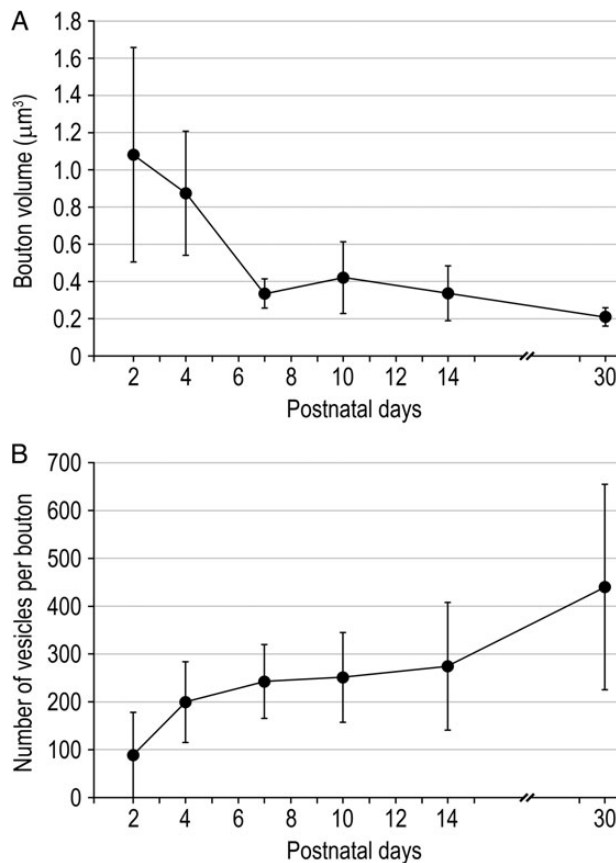 A
Bouton volume (μm³)
1.8
1.6
1.4
1.2
1.0
0.8
0.6
0.4
0.2
0
2 4 6 8 10 12 14 30
Postnatal days
B
Number of vesicles per bouton
700
600
500
400
300
200
100
0
2 4 6 8 10 12 14 30
Postnatal days